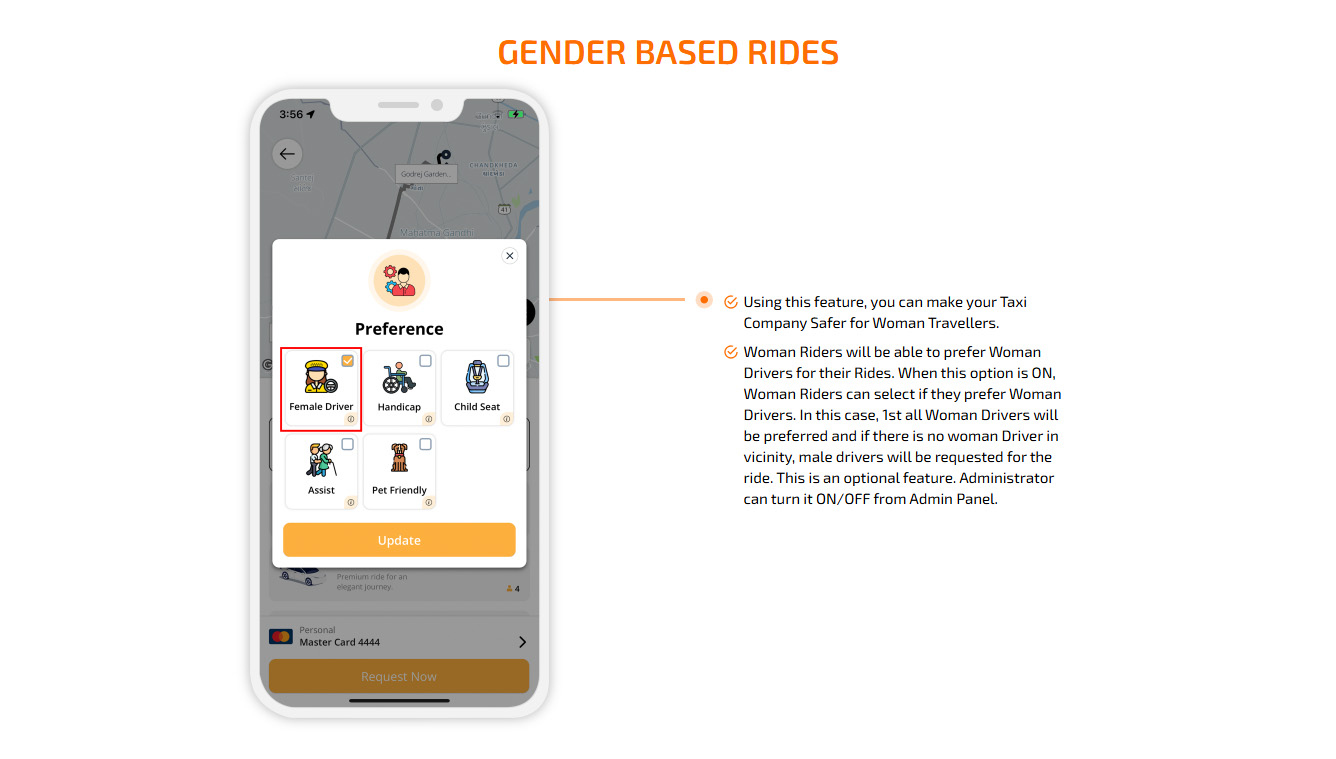 GENDER BASED RIDES
3:56
Godrej Garden...
CHANDKHEDA
41
Mahatma Gandhi
Preference
Female Driver
Handicap
Child Seat
Assist
Pet Friendly
Update
Premium ride for an
elegant journey.
4
Personal
Master Card 4444
Request Now
Using this feature, you can make your Taxi
Company Safer for Woman Travellers.
Woman Riders will be able to prefer Woman
Drivers for their Rides. When this option is ON,
Woman Riders can select if they prefer Woman
Drivers. In this case, 1st all Woman Drivers will
be preferred and if there is no woman Driver in
vicinity, male drivers will be requested for the
ride. This is an optional feature. Administrator
can turn it ON/OFF from Admin Panel.